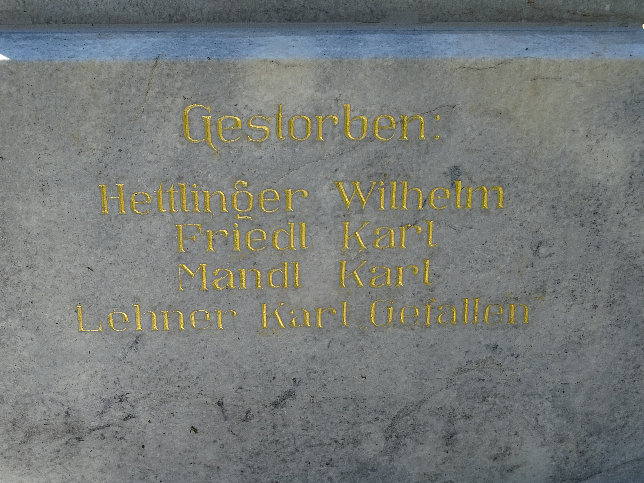 Gestorben:
Hettlinger Wilhelm
Friedl Karl
Mandl Karl
Lehner Karl Gefallen